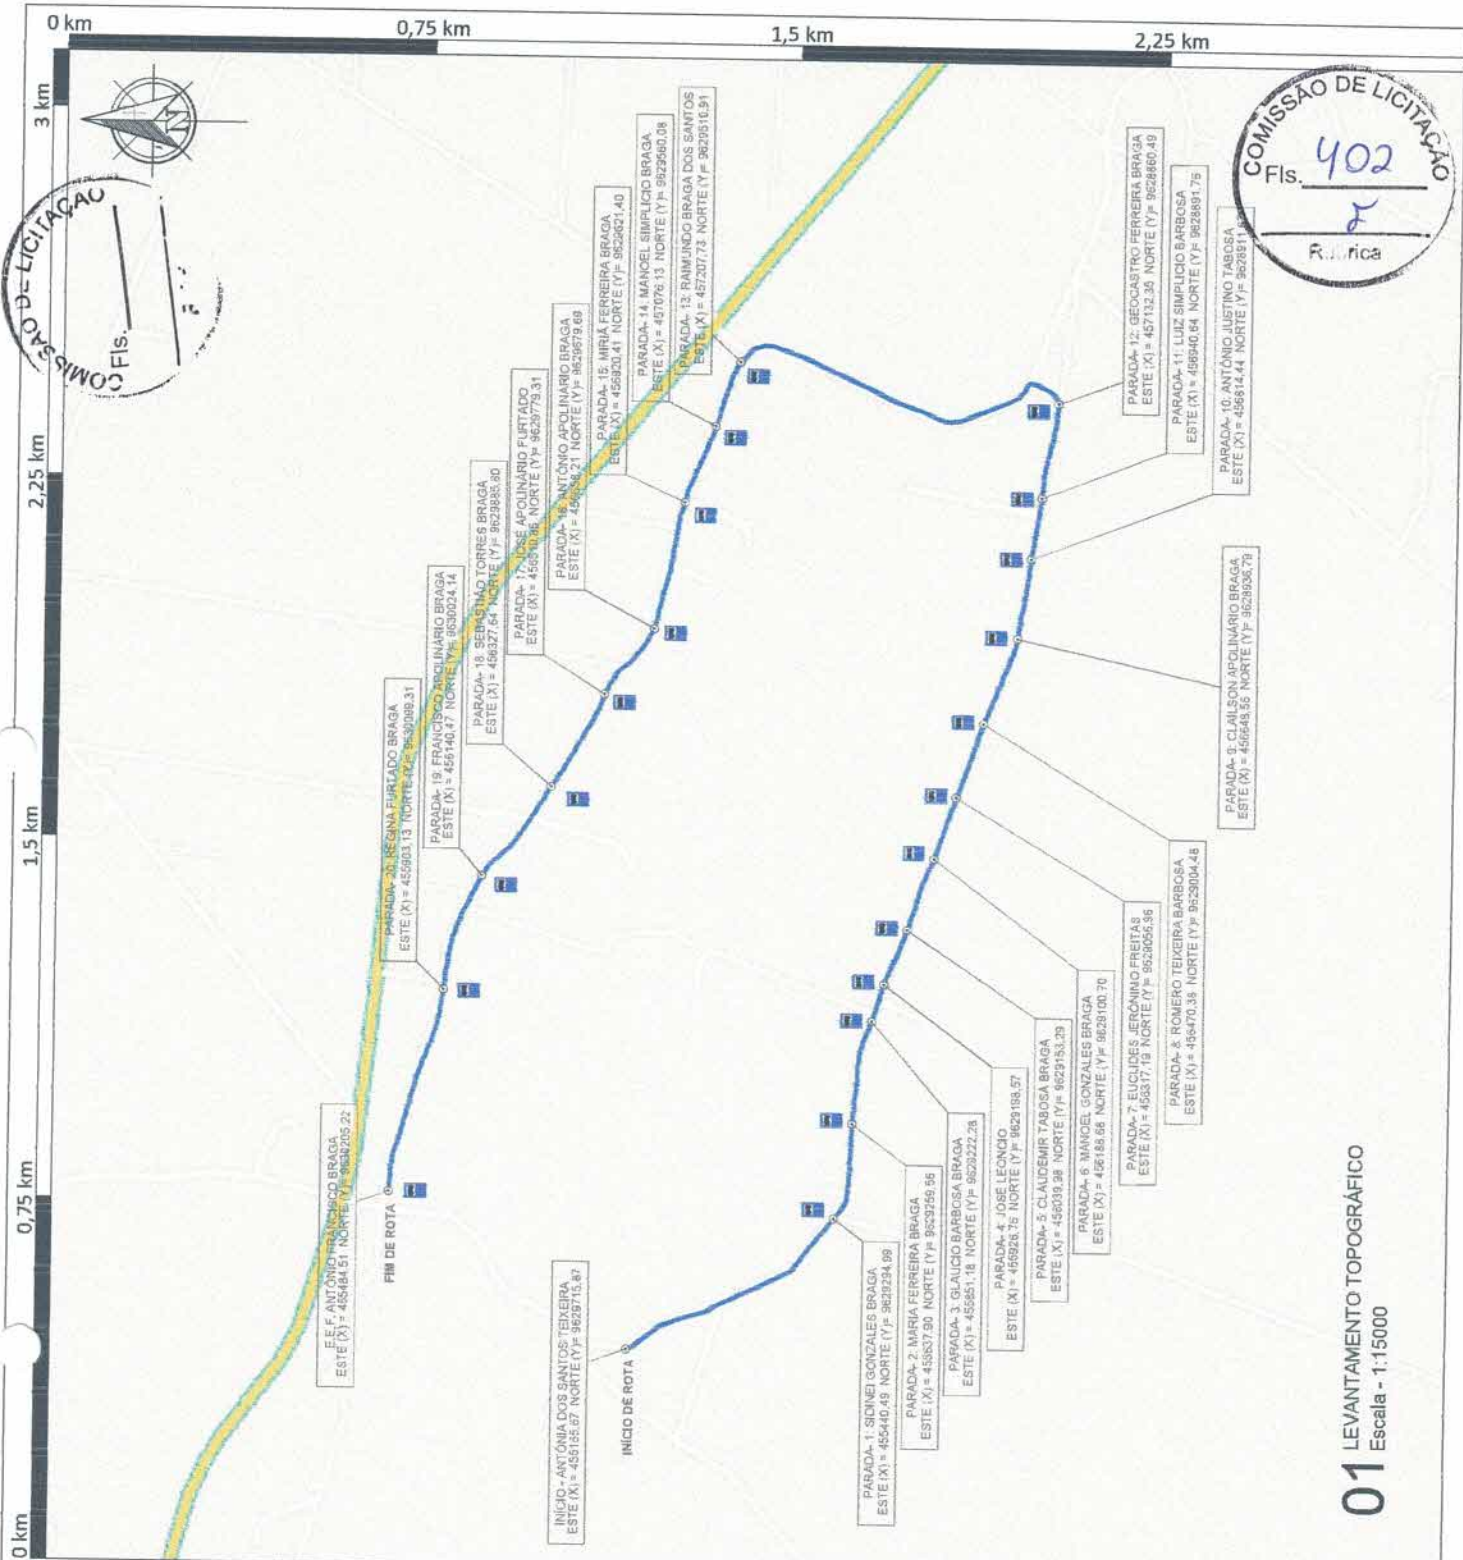 0 km
0,75 km
1,5 km
2,25 km
0 km
0,75 km
1,5 km
2,25 km
3 km
N
COMISSÃO DE LICITAÇÃO
Fls.
COMISSÃO DE LICITAÇÃO
Fls. 402
Rubrica
E.E.F. ANTÔNIO FRANCISCO BRAGA
ESTE (X) = 455484,51 NORTE (Y)= 9630205,22
FIM DE ROTA
PARADA- 20: REGINA FURTADO BRAGA
ESTE (X) = 455903,13 NORTE (Y)= 9630099,31
PARADA- 19: FRANCISCO APOLINÁRIO BRAGA
ESTE (X) = 456140,47 NORTE (Y)= 9630024,14
PARADA- 18: SEBASTIÃO TORRES BRAGA
ESTE (X) = 456327,64 NORTE (Y)= 9629885,60
PARADA- 17: JOSÉ APOLINÁRIO FURTADO
ESTE (X) = NORTE (Y)= 9629779,31
PARADA- 16: ANTÔNIO APOLINÁRIO BRAGA
ESTE (X) = NORTE (Y)= 9629679,69
PARADA- 15: MIRIÃ FERREIRA BRAGA
ESTE (X) = 456920,41 NORTE (Y)= 9629621,40
PARADA- 14: MANOEL SIMPLICIO BRAGA
ESTE (X) = 457076,13 NORTE (Y)= 9629560,08
PARADA- 13: RAIMUNDO BRAGA DOS SANTOS
ESTE (X) = 457207,73 NORTE (Y)= 9629510,91
PARADA- 12: GEOCASTRO FERREIRA BRAGA
ESTE (X) = 457132,35 NORTE (Y)= 9628860,49
PARADA- 11: LUIZ SIMPLICIO BARBOSA
ESTE (X) = 456940,64 NORTE (Y)= 9628891,75
PARADA- 10: ANTÔNIO JUSTINO TABOSA
ESTE (X) = 456814,44 NORTE (Y)= 9628911
PARADA- 9: CLAILSON APOLINÁRIO BRAGA
ESTE (X) = 456648,55 NORTE (Y)= 9628936,79
PARADA- 8: ROMERO TEIXEIRA BARBOSA
ESTE (X) = 456470,38 NORTE (Y)= 9629004,48
PARADA- 7: EUCLIDES JERÔNINO FREITAS
ESTE (X) = 456317,19 NORTE (Y)= 9629056,96
PARADA- 6: MANOEL GONZALES BRAGA
ESTE (X) = 456188,68 NORTE (Y)= 9629100,70
PARADA- 5: CLAUDEMIR TABOSA BRAGA
ESTE (X) = 456039,98 NORTE (Y)= 9629153,29
PARADA- 4: JOSÉ LEONCIO
ESTE (X) = 455926,76 NORTE (Y)= 9629198,57
PARADA- 3: GLAUCIO BARBOSA BRAGA
ESTE (X) = 455851,18 NORTE (Y)= 9629222,28
PARADA- 2: MARIA FERREIRA BRAGA
ESTE (X) = 455637,90 NORTE (Y)= 9629259,56
PARADA- 1: SIDINEI GONZALES BRAGA
ESTE (X) = 455440,49 NORTE (Y)= 9629294,99
INÍCIO - ANTÔNIA DOS SANTOS TEIXEIRA
ESTE (X) = 455165,67 NORTE (Y)= 9629715,87
INÍCIO DE ROTA
01 LEVANTAMENTO TOPOGRÁFICO
Escala - 1:15000